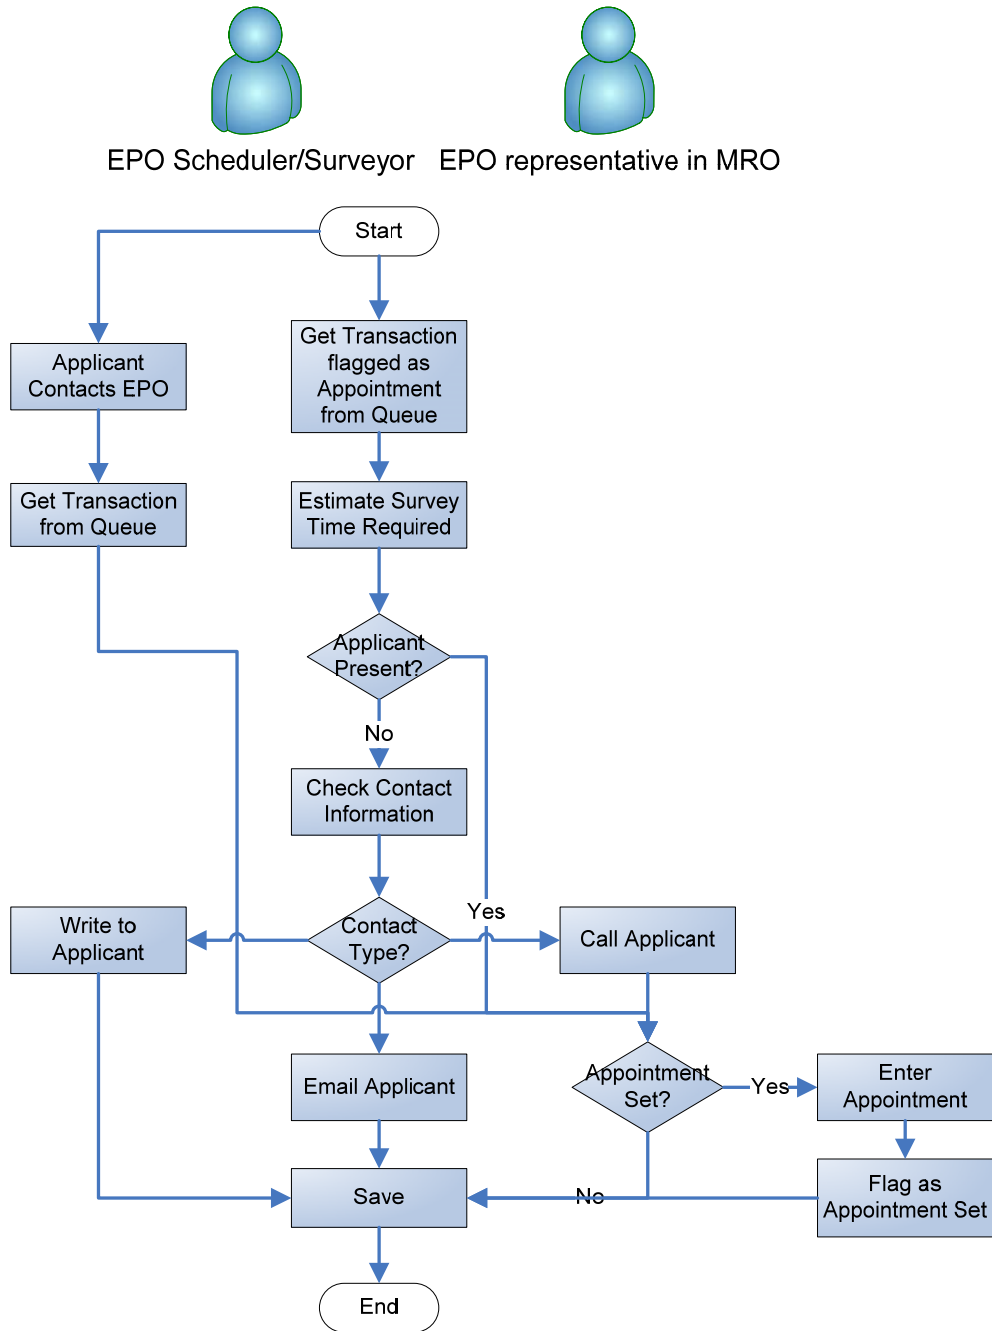 EPO Scheduler/Surveyor
EPO representative in MRO
Start
Applicant
Contacts EPO
Get Transaction
flagged as
Appointment
from Queue
Get Transaction
from Queue
Estimate Survey
Time Required
Applicant
Present?
No
Check Contact
Information
Write to
Applicant
Contact
Type?
Yes
Call Applicant
Email Applicant
Appointment
Set?
Yes
Enter
Appointment
Save
No
Flag as
Appointment Set
End